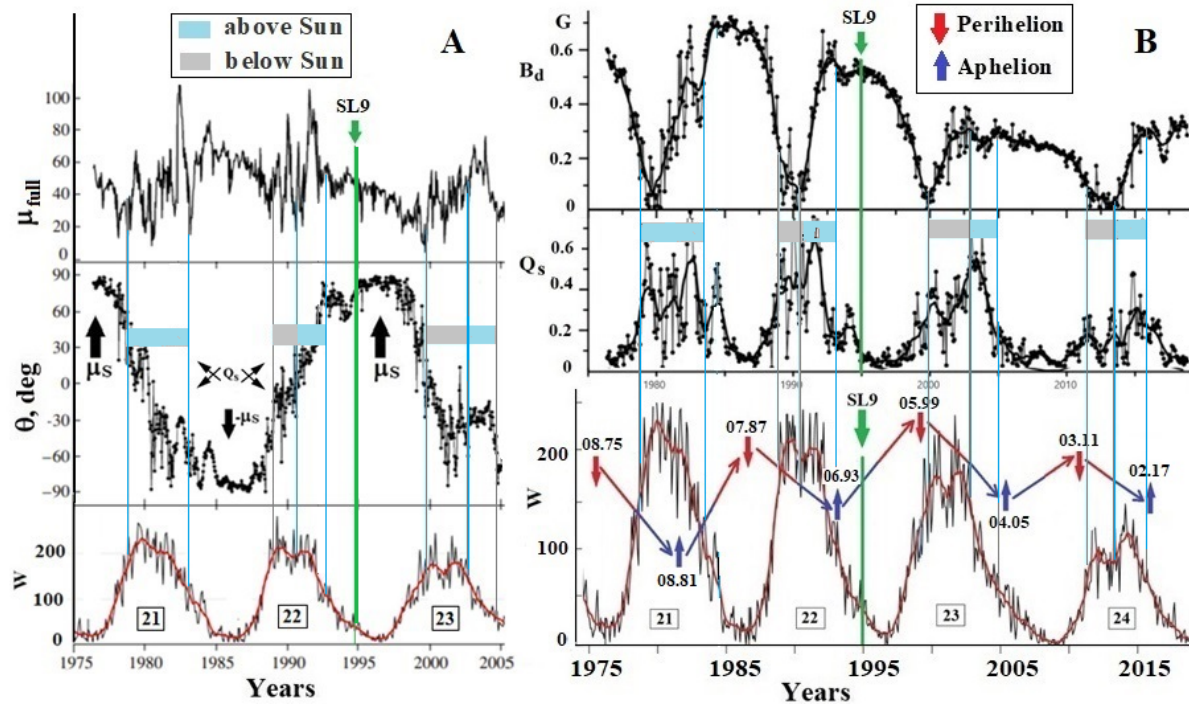 above Sun
below Sun
A
SL9
μfull
100
80
60
40
20
0
θ, deg
90
60
30
0
-30
-60
-90
μs
Qs
-μs
μs
W
200
100
0
21
22
23
1975 1980 1985 1990 1995 2000 2005
Years
B
Perihelion
Aphelion
SL9
G
Bd
0.6
0.4
0.2
0
Qs
0.6
0.4
0.2
0
1980 1990 2000 2010
SL9
W
200
100
0
08.75
08.81
07.87
06.93
05.99
04.05
03.11
02.17
21
22
23
24
1975 1985 1995 2005 2015
Years